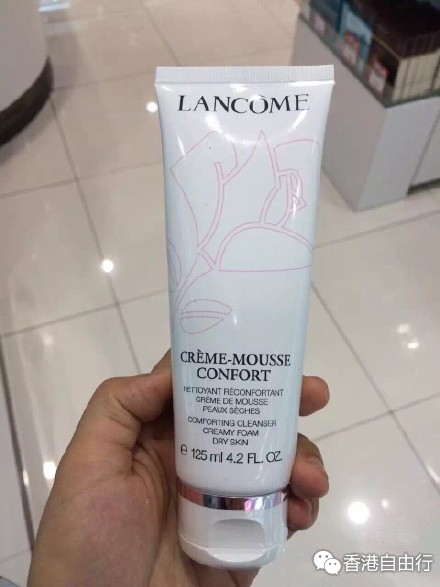 LANCÔME
CRÈME-MOUSSE
CONFORT
NETTOYANT RÉCONFORTANT
CRÈME DE MOUSSE
PEAUX SÈCHES
COMFORTING CLEANSER
CREAMY FOAM
DRY SKIN
e 125 ml 4.2 FL. OZ.
香港自由行